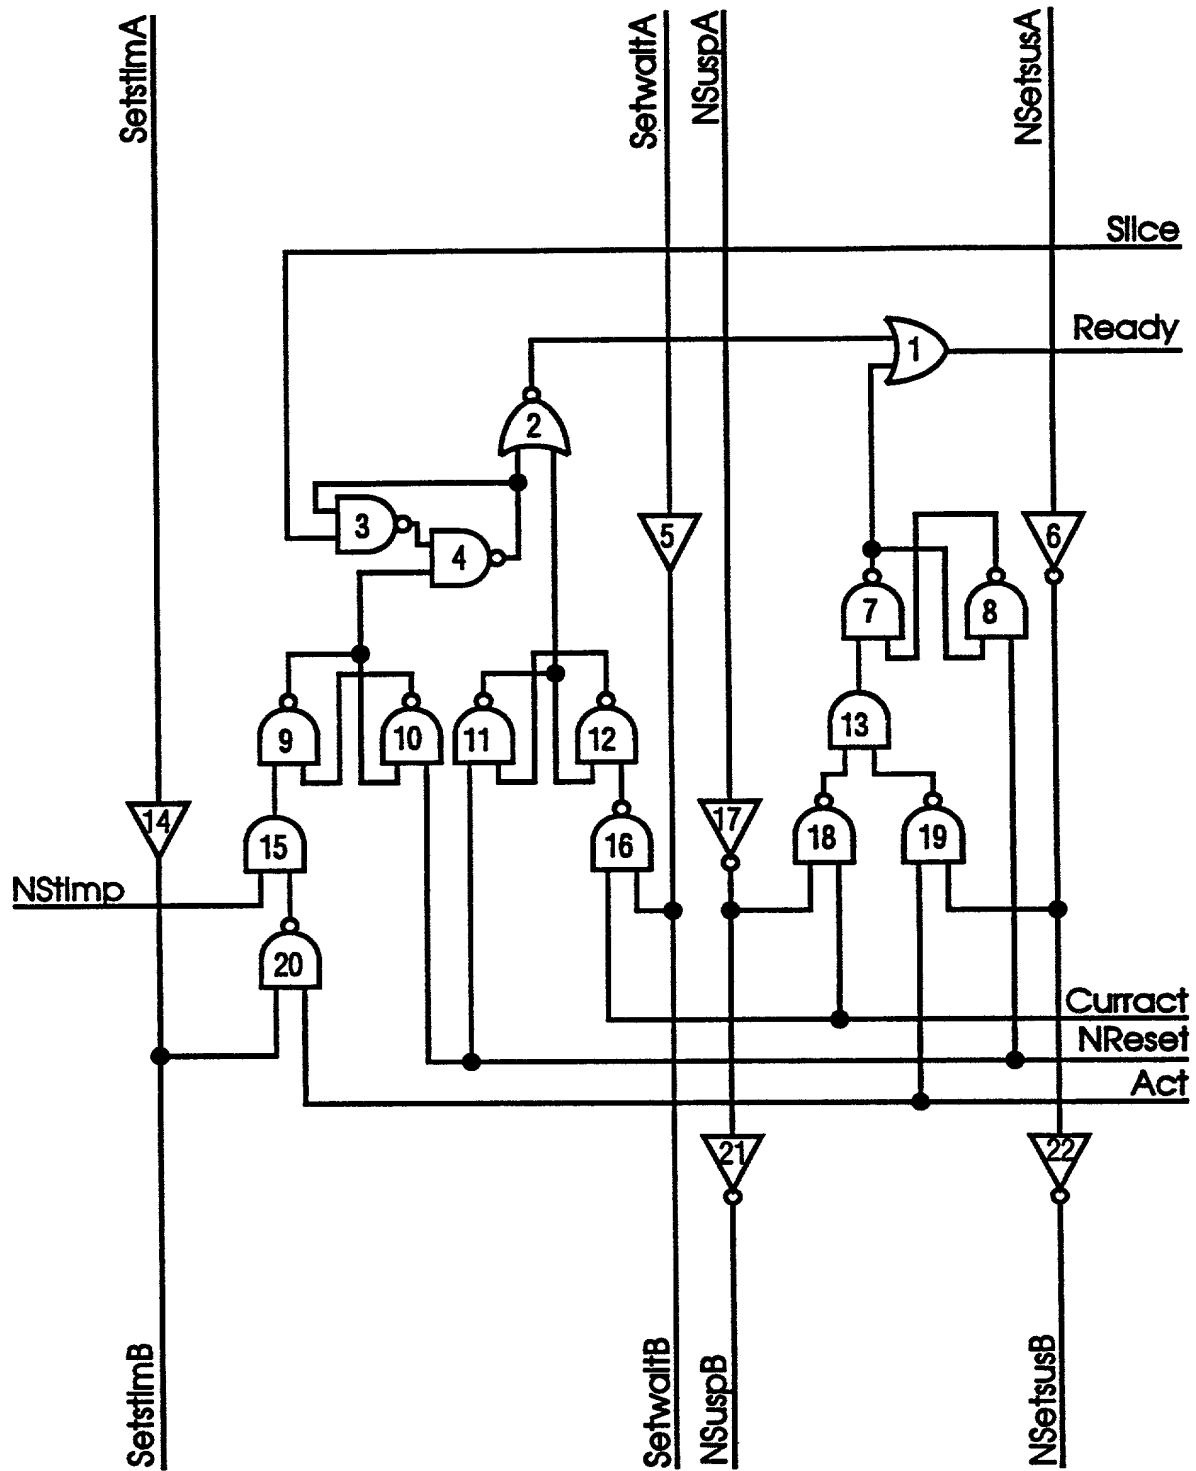 SetstimA
SetwaitA
NSuspA
NSetsusA
Slice
Ready
1
2
3
4
5
6
7
8
9
10
11
12
13
14
15
16
17
18
19
NStimp
20
Curract
NReset
Act
21
22
SetstimB
SetwaitB
NSuspB
NSetsusB